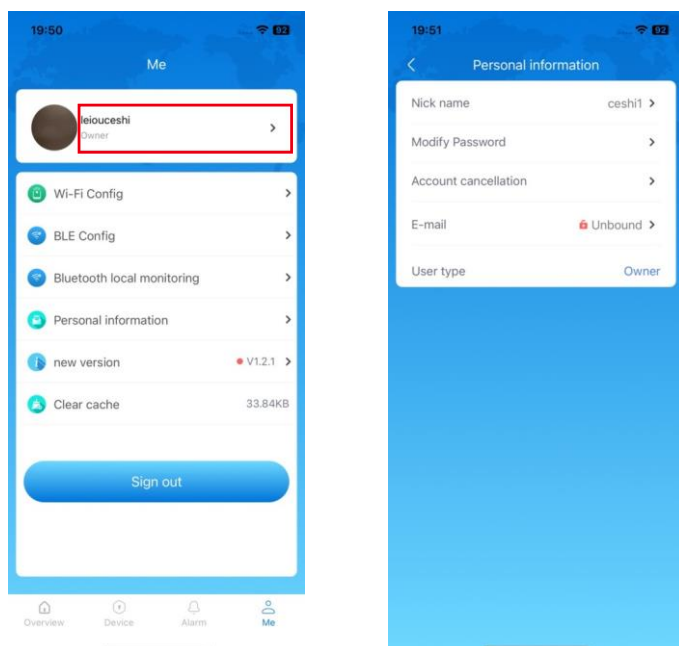 19:50
92
Me
leiouceshi
Owner
Wi-Fi Config
BLE Config
Bluetooth local monitoring
Personal information
new version V1.2.1
Clear cache 33.84KB
Sign out
Overview Device Alarm Me
19:51
92
Personal information
Nick name ceshi1
Modify Password
Account cancellation
E-mail Unbound
User type Owner